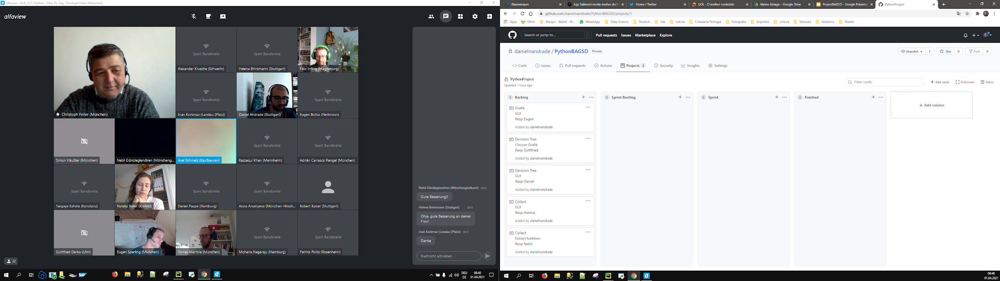 alfaview – KLR_337 / Python / Herr Dr.-Ing. Christoph Feiler (München)
alfaview
Spart Bandbreite
Alexander Krusche (Schwerin)
Spart Bandbreite
Helena Brinkmann (Stuttgart)
Felix Irrling (Magdeburg)
Christoph Feiler (München)
Spart Bandbreite
Inan Korkmaz (Landau (Pfalz))
Daniel Andrade (Stuttgart)
Spart Bandbreite
Eugen Butko (Heilbronn)
Simon Häußler (München)
Nebil Gönüleglendiren (Möncheng...
Axel Schmelz (Kaufbeuren)
Spart Bandbreite
Razzaqul Khan (Mannheim)
Spart Bandbreite
Adrián Carrasco Rengel (München)
Spart Bandbreite
Tsegaye Eshete (Konstanz)
Natalia Beller (Krefeld)
Spart Bandbreite
Daniel Paape (Hamburg)
Spart Bandbreite
Anna Arsenyeva (München-Hirsch...
Robert Kaiser (Stuttgart)
Gottfried Darko (Ulm)
Eugen Sperling (München)
Tomas Marttila (München)
Spart Bandbreite
Mohana Nagaraju (Hamburg)
Spart Bandbreite
Patrick Politz (Rosenheim)
22
Nebil Gönüleglendiren (Mönchengladbach) 08:35
Gute Besserung!!
Helena Brinkmann (Stuttgart) 08:35
Ohje, gute Besserung an deiner
Frau!
Inan Korkmaz (Landau (Pfalz)) 08:35
Danke
Nachricht schreiben
SAP
DEU
DE
08:40
01.04.2021
Klassenraum
Juju Salimeni revela motivo do fi
Home / Twitter
UOL - O melhor conteúdo
Meine Ablage – Google Drive
ProjectBAGSD - Google Präsenta
PythonProject
github.com/danielnandrade/PythonBAGSD/projects/1
Apps
eToro
Margin - Wallet - Bi...
WhatsApp
Data Science
Deutsch
Job
Leticia
Cidadania Portugal
Fotografia
Impostos
Leitura
Manuais
Aleatorio
Master
Search or jump to...
/
Pull requests
Issues
Marketplace
Explore
danielnandrade / PythonBAGSD
Private
Unwatch 1
Star 0
Fork 0
Code
Issues
Pull requests
Actions
Projects 1
Security
Insights
Settings
PythonProject
Updated 1 hour ago
Filter cards
Add cards
Fullscreen
Menu
5 Backlog
Grafik
GUI
Resp Eugen
Added by danielnandrade
Decision Tree
Choose Grafik
Resp Gottfried
Added by danielnandrade
Decision Tree
GUI
Resp Daniel
Added by danielnandrade
Collect
GUI
Resp Helena
Added by danielnandrade
Collect
Extract funktion
Resp Nebil
Added by danielnandrade
0 Sprint Backlog
0 Sprint
0 Finished
+ Add column
08:40
01.04.2021